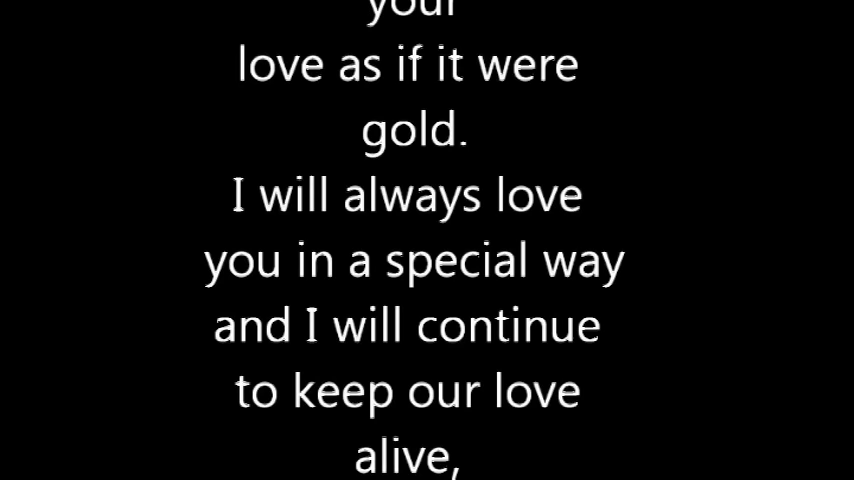 your
love as if it were
gold.
I will always love
you in a special way
and I will continue
to keep our love
alive,